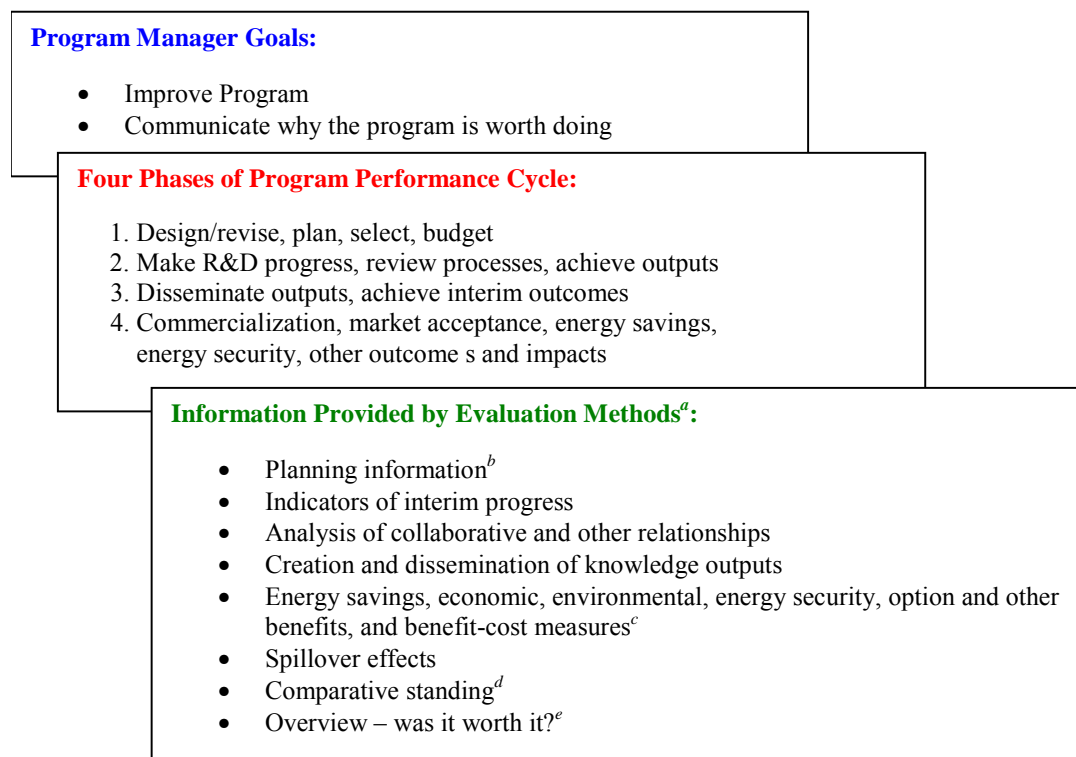 Program Manager Goals:
• Improve Program
• Communicate why the program is worth doing
Four Phases of Program Performance Cycle:
1. Design/revise, plan, select, budget
2. Make R&D progress, review processes, achieve outputs
3. Disseminate outputs, achieve interim outcomes
4. Commercialization, market acceptance, energy savings,
energy security, other outcome s and impacts
Information Provided by Evaluation Methods^a:
• Planning information^b
• Indicators of interim progress
• Analysis of collaborative and other relationships
• Creation and dissemination of knowledge outputs
• Energy savings, economic, environmental, energy security, option and other
benefits, and benefit-cost measures^c
• Spillover effects
• Comparative standing^d
• Overview – was it worth it?^e